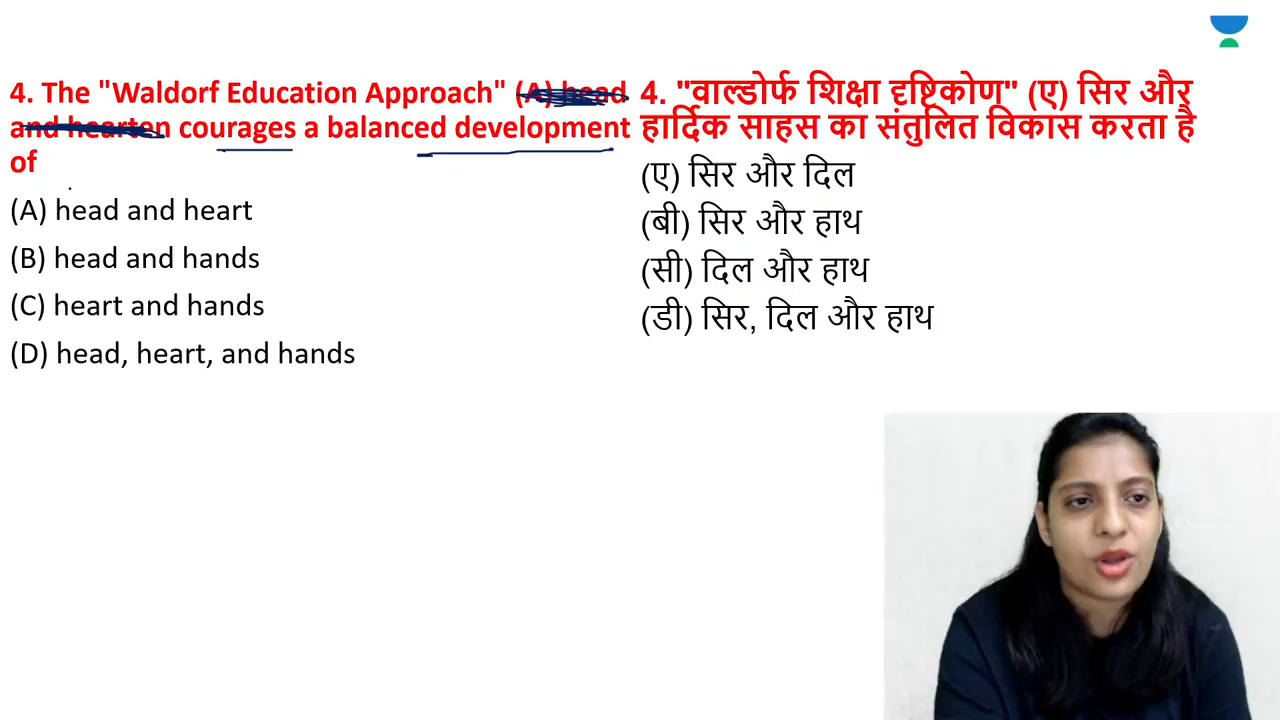 4. The "Waldorf Education Approach" (A) head
and hearten courages a balanced development
of
(A) head and heart
(B) head and hands
(C) heart and hands
(D) head, heart, and hands
4. "वाल्डोर्फ शिक्षा दृष्टिकोण" (ए) सिर और
हार्दिक साहस का संतुलित विकास करता है
(ए) सिर और दिल
(बी) सिर और हाथ
(सी) दिल और हाथ
(डी) सिर, दिल और हाथ